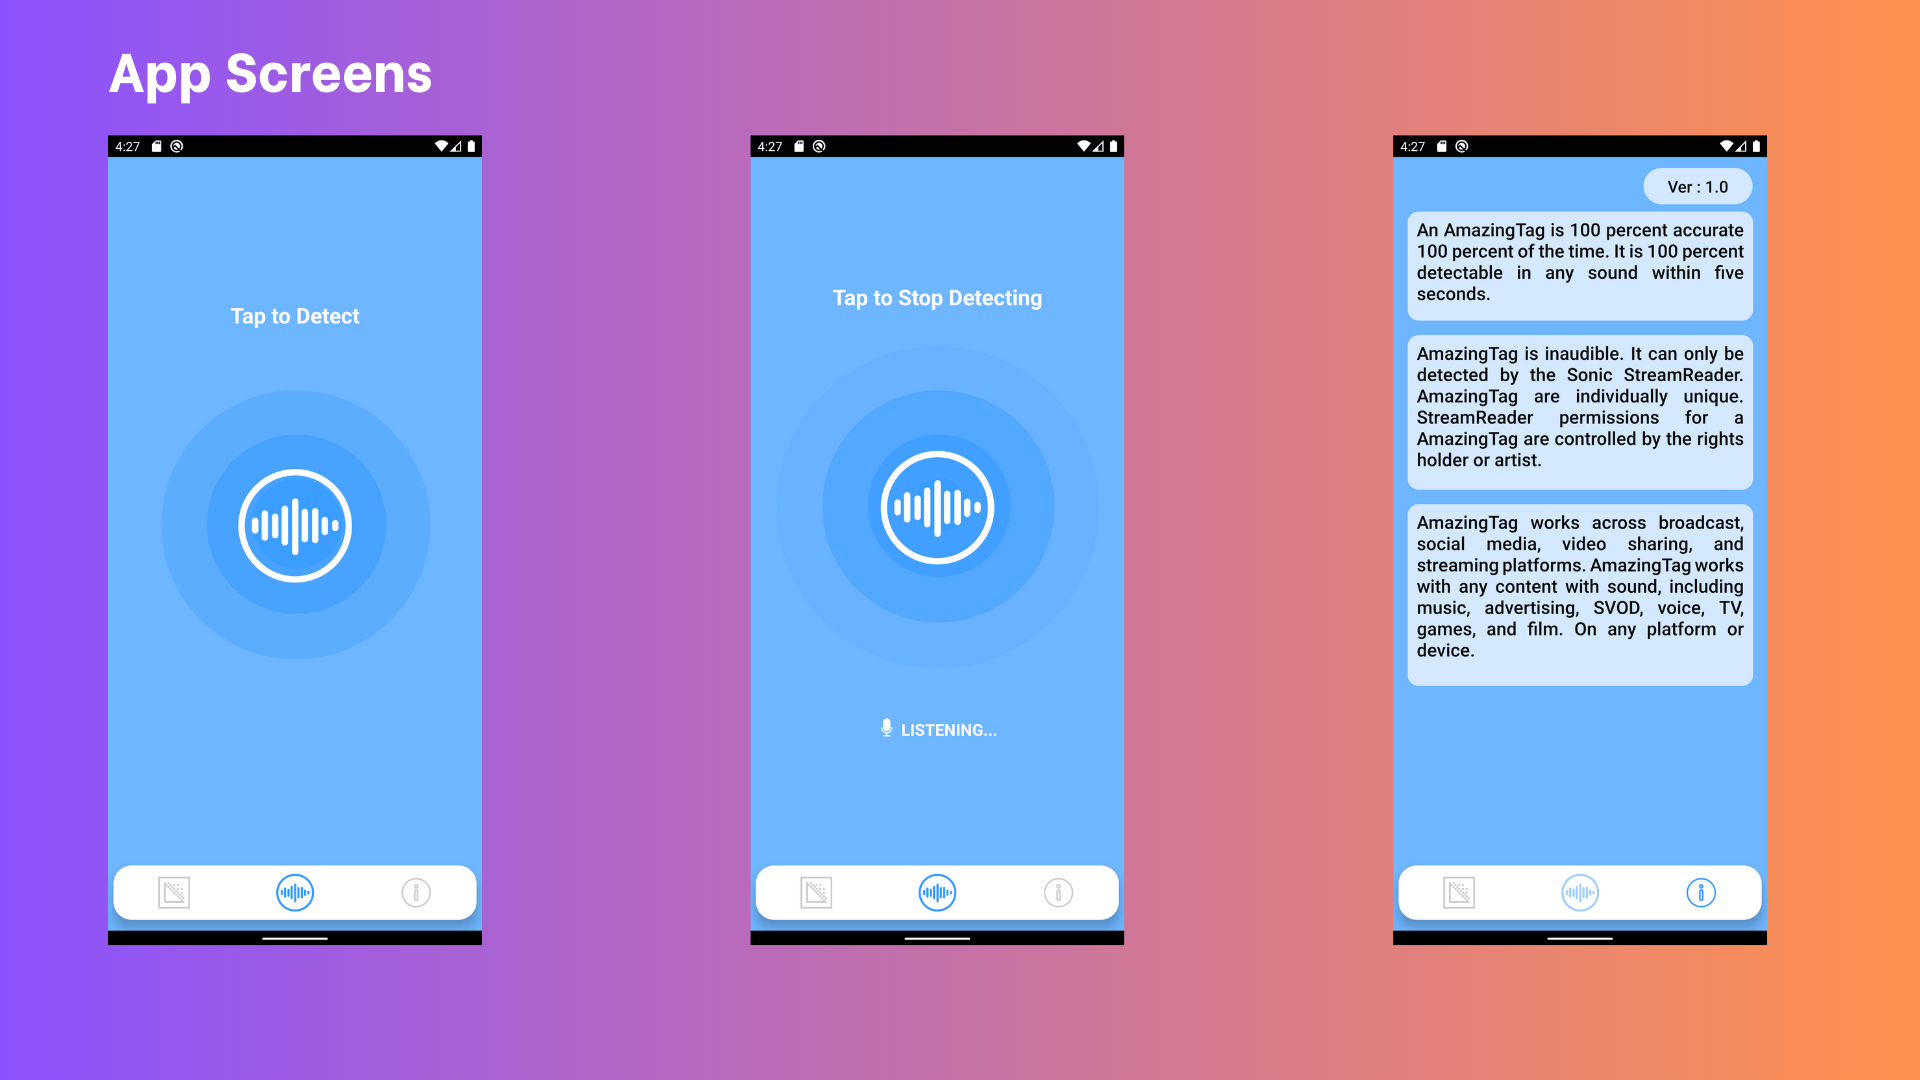 App Screens
4:27
Tap to Detect
4:27
Tap to Stop Detecting
LISTENING...
4:27
Ver : 1.0
An AmazingTag is 100 percent accurate
100 percent of the time. It is 100 percent
detectable in any sound within five
seconds.
AmazingTag is inaudible. It can only be
detected by the Sonic StreamReader.
AmazingTag are individually unique.
StreamReader permissions for a
AmazingTag are controlled by the rights
holder or artist.
AmazingTag works across broadcast,
social media, video sharing, and
streaming platforms. AmazingTag works
with any content with sound, including
music, advertising, SVOD, voice, TV,
games, and film. On any platform or
device.